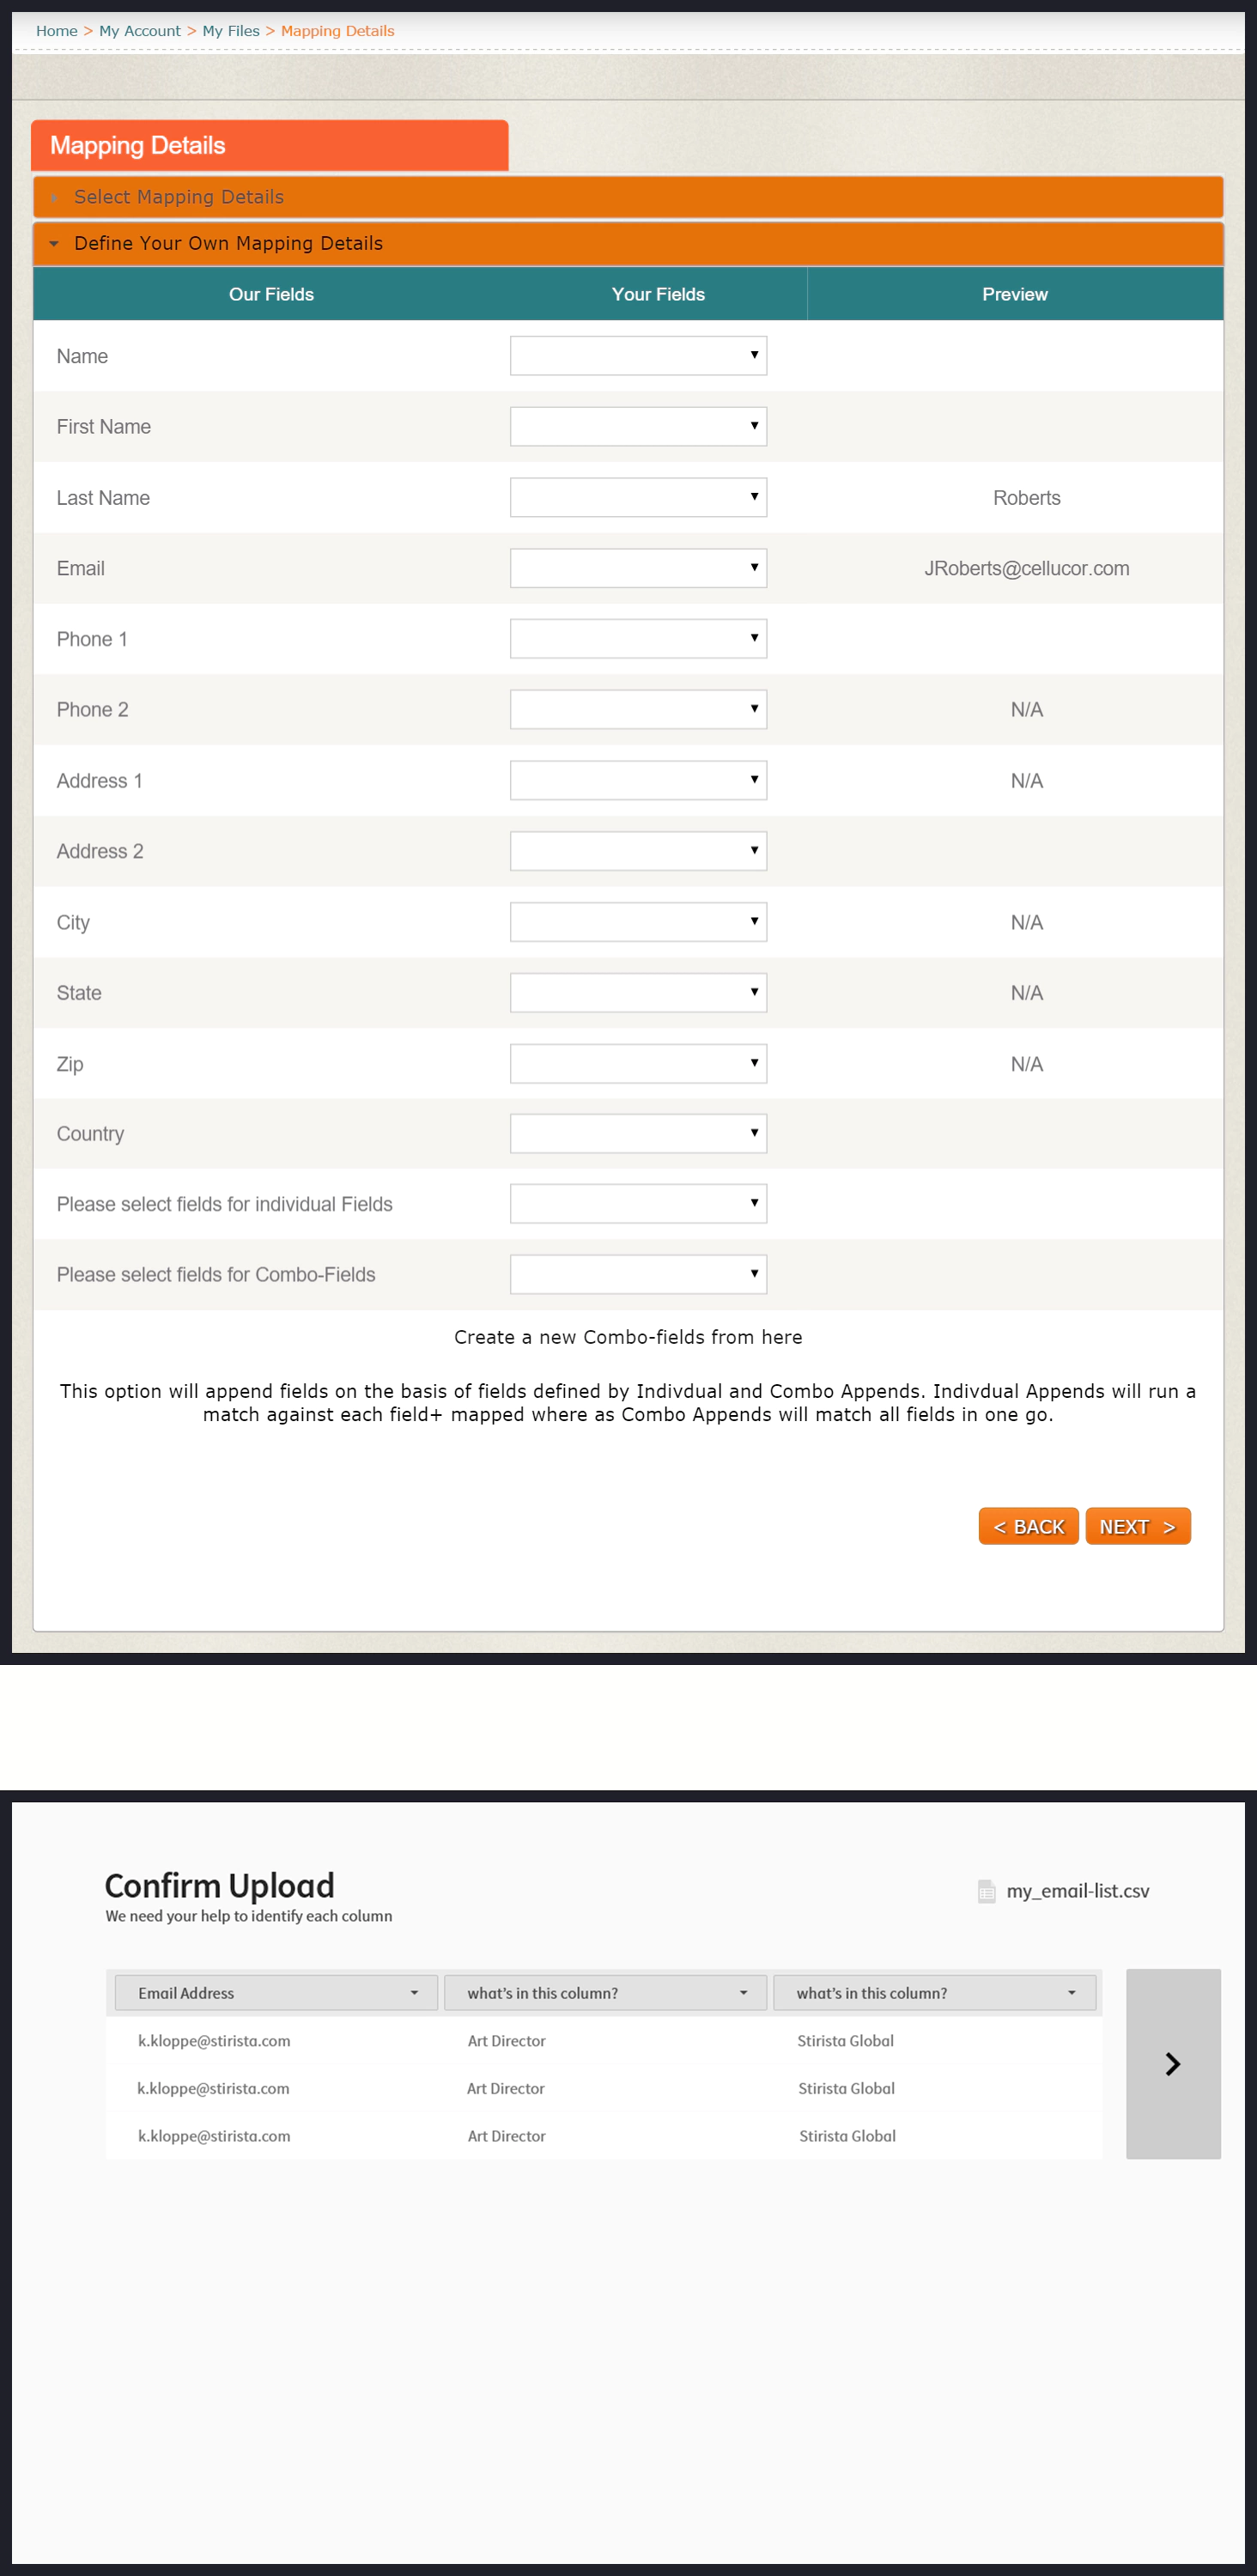 Home > My Account > My Files > Mapping Details
Mapping Details
Select Mapping Details
Define Your Own Mapping Details
Our Fields Your Fields Preview
Name
First Name
Last Name Roberts
Email JRoberts@cellucor.com
Phone 1
Phone 2 N/A
Address 1 N/A
Address 2
City N/A
State N/A
Zip N/A
Country
Please select fields for individual Fields
Please select fields for Combo-Fields
Create a new Combo-fields from here
This option will append fields on the basis of fields defined by Indivdual and Combo Appends. Indivdual Appends will run a
match against each field+ mapped where as Combo Appends will match all fields in one go.
< BACK NEXT >
Confirm Upload
my_email-list.csv
We need your help to identify each column
Email Address what's in this column? what's in this column?
k.kloppe@stirista.com Art Director Stirista Global
k.kloppe@stirista.com Art Director Stirista Global
k.kloppe@stirista.com Art Director Stirista Global